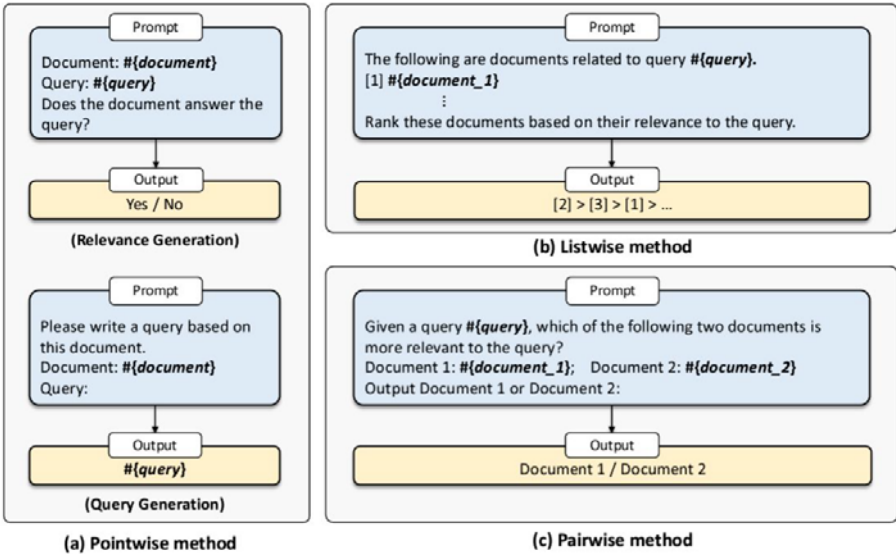 Prompt
Document: #{document}
Query: #{query}
Does the document answer the
query?
Output
Yes / No
(Relevance Generation)
Prompt
Please write a query based on
this document.
Document: #{document}
Query:
Output
#{query}
(Query Generation)
(a) Pointwise method
Prompt
The following are documents related to query #{query}.
[1] #{document_1}
⋮
Rank these documents based on their relevance to the query.
Output
[2] > [3] > [1] > ...
(b) Listwise method
Prompt
Given a query #{query}, which of the following two documents is
more relevant to the query?
Document 1: #{document_1}; Document 2: #{document_2}
Output Document 1 or Document 2:
Output
Document 1 / Document 2
(c) Pairwise method